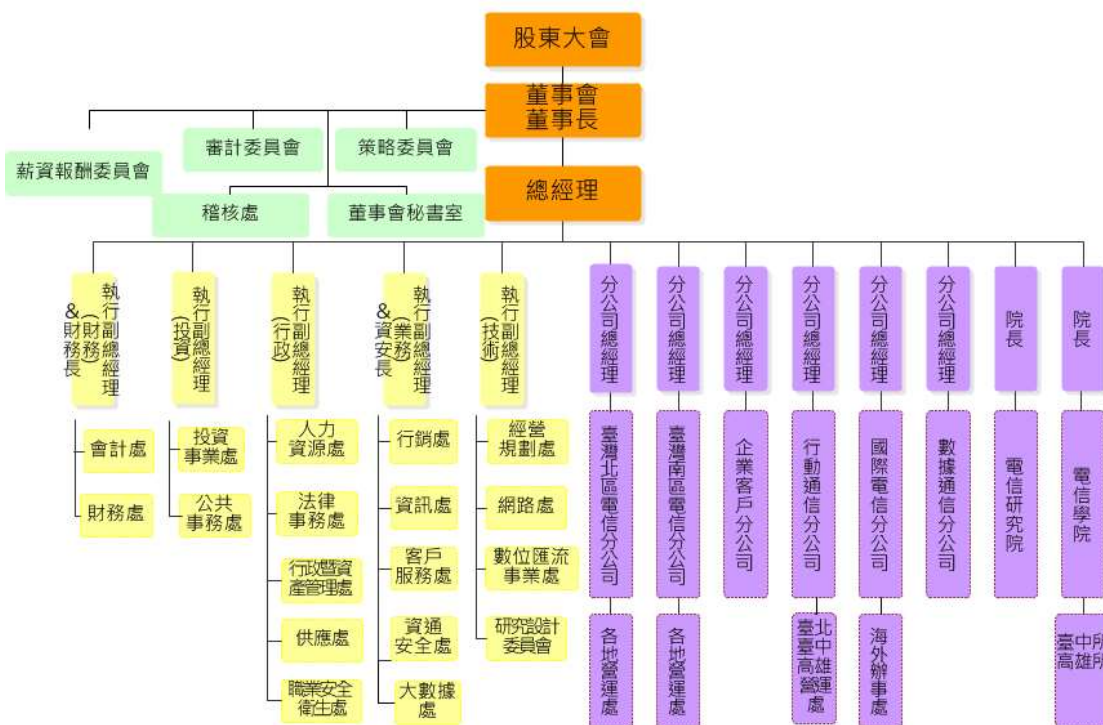 股東大會
董事會
董事長
審計委員會
策略委員會
薪資報酬委員會
總經理
稽核處
董事會秘書室
執行副總經理
(財務)
&財務長
執行副總經理
(投資)
執行副總經理
(行政)
執行副總經理
(業務)
&資安長
執行副總經理
(技術)
分公司總經理
分公司總經理
分公司總經理
分公司總經理
分公司總經理
分公司總經理
院長
院長
會計處
財務處
投資
事業處
公共
事務處
人力
資源處
法律
事務處
行政暨資
產管理處
供應處
職業安全
衛生處
行銷處
資訊處
客戶
服務處
資通
安全處
大數據
處
經營
規劃處
網路處
數位匯流
事業處
研究設計
委員會
臺灣北區電信分公司
各地營運處
臺灣南區電信分公司
各地營運處
企業客戶分公司
行動通信分公司
臺北
臺中
高雄
營運處
國際電信分公司
海外辦事處
數據通信分公司
電信研究院
電信學院
臺中所
高雄所